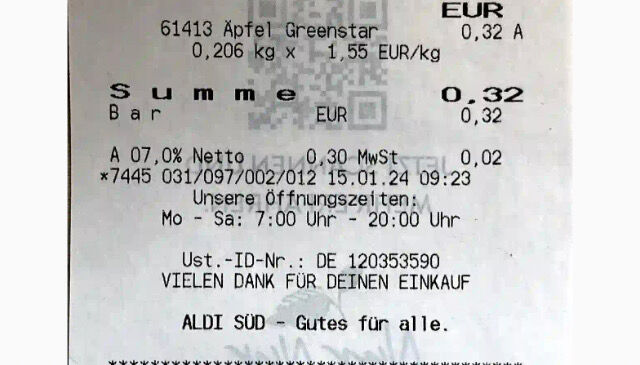 EUR
61413 Äpfel Greenstar 0,32 A
0,206 kg x 1,55 EUR/kg
Summe 0,32
Bar EUR 0,32
A 07,0% Netto 0,30 MwSt 0,02
*7445 031/097/002/012 15.01.24 09:23
Unsere Öffnungszeiten:
Mo - Sa: 7:00 Uhr - 20:00 Uhr
Ust.-ID-Nr.: DE 120353590
VIELEN DANK FÜR DEINEN EINKAUF
ALDI SÜD - Gutes für alle.
****************************************